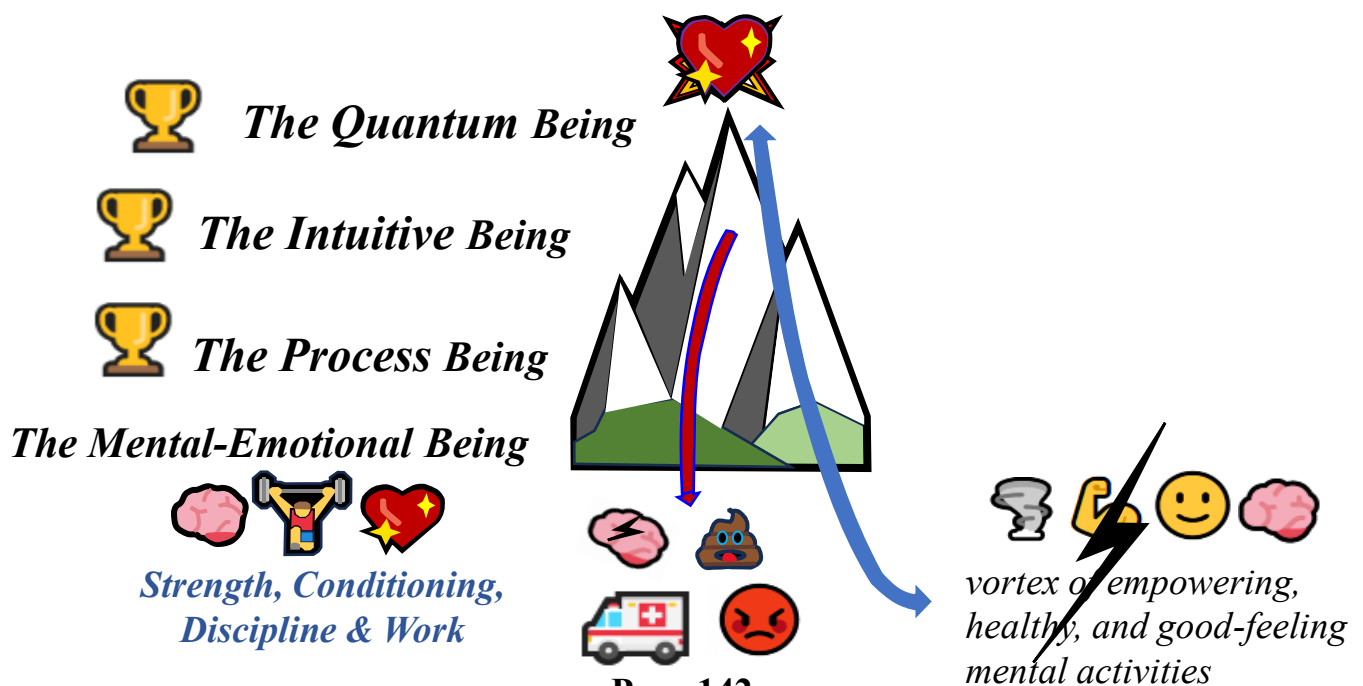 The Quantum Being
The Intuitive Being
The Process Being
The Mental-Emotional Being
Strength, Conditioning,
Discipline & Work
vortex of empowering,
healthy, and good-feeling
mental activities
142